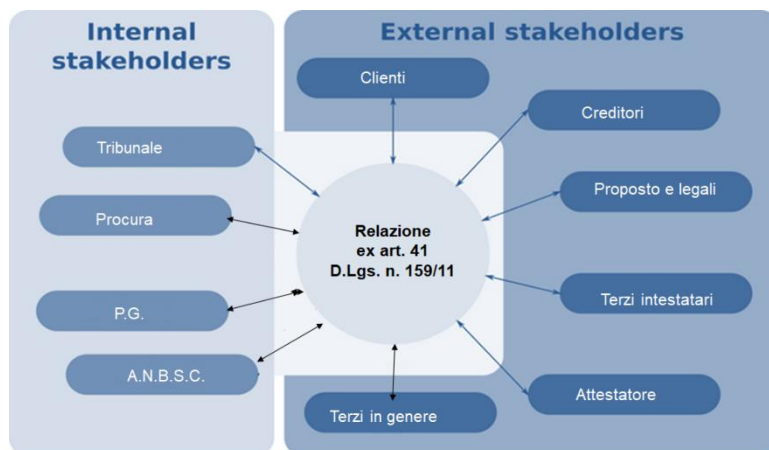 Internal
stakeholders
External stakeholders
Clienti
Creditori
Tribunale
Proposto e legali
Procura
Relazione
ex art. 41
D.Lgs. n. 159/11
Terzi intestatari
P.G.
A.N.B.S.C.
Attestatore
Terzi in genere